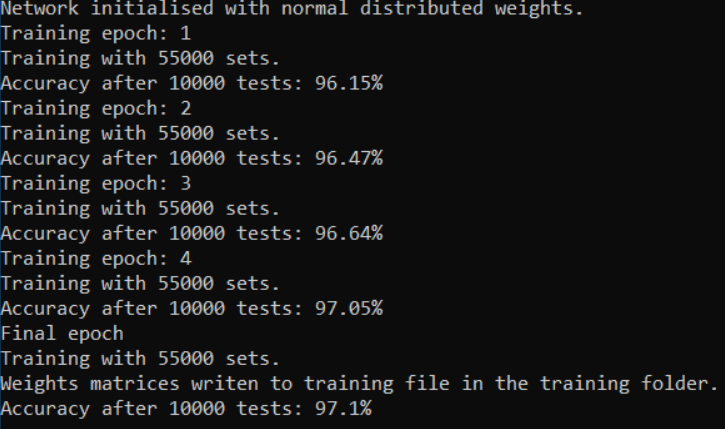 Network initialised with normal distributed weights.
Training epoch: 1
Training with 55000 sets.
Accuracy after 10000 tests: 96.15%
Training epoch: 2
Training with 55000 sets.
Accuracy after 10000 tests: 96.47%
Training epoch: 3
Training with 55000 sets.
Accuracy after 10000 tests: 96.64%
Training epoch: 4
Training with 55000 sets.
Accuracy after 10000 tests: 97.05%
Final epoch
Training with 55000 sets.
Weights matrices writen to training file in the training folder.
Accuracy after 10000 tests: 97.1%